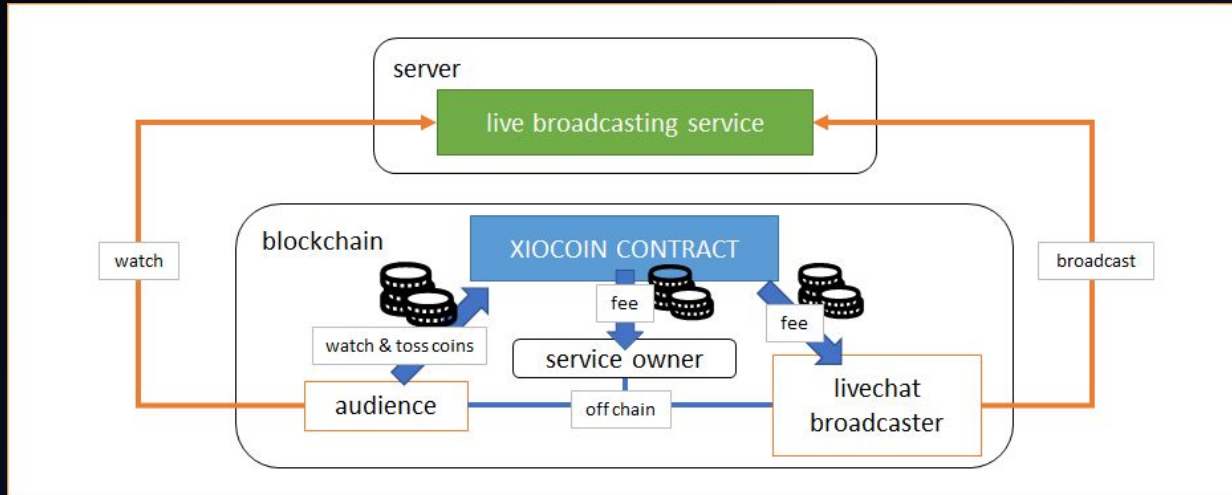 server
live broadcasting service
blockchain
XIOCOIN CONTRACT
watch
broadcast
fee
fee
watch & toss coins
service owner
audience
off chain
livechat
broadcaster